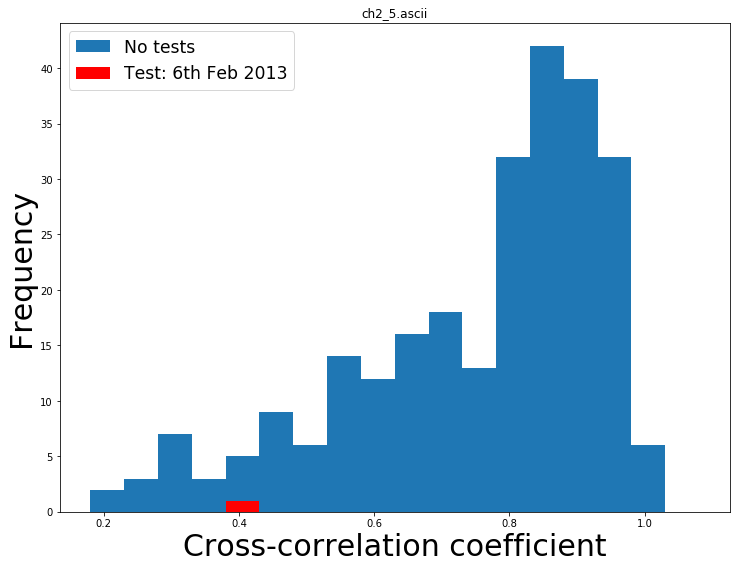 ch2_5.ascii
No tests
Test: 6th Feb 2013
Frequency
40
35
30
25
20
15
10
5
0
0.2 0.4 0.6 0.8 1.0
Cross-correlation coefficient